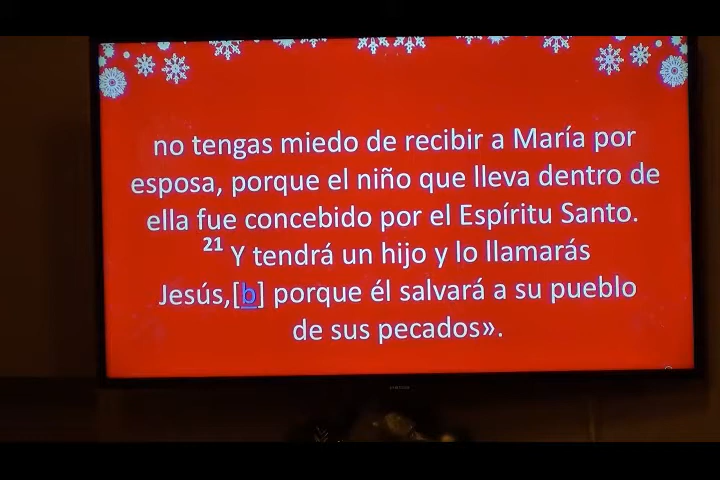 no tengas miedo de recibir a María por
esposa, porque el niño que lleva dentro de
ella fue concebido por el Espíritu Santo.
21 Y tendrá un hijo y lo llamarás
Jesús,[b] porque él salvará a su pueblo
de sus pecados».
SAMSUNG